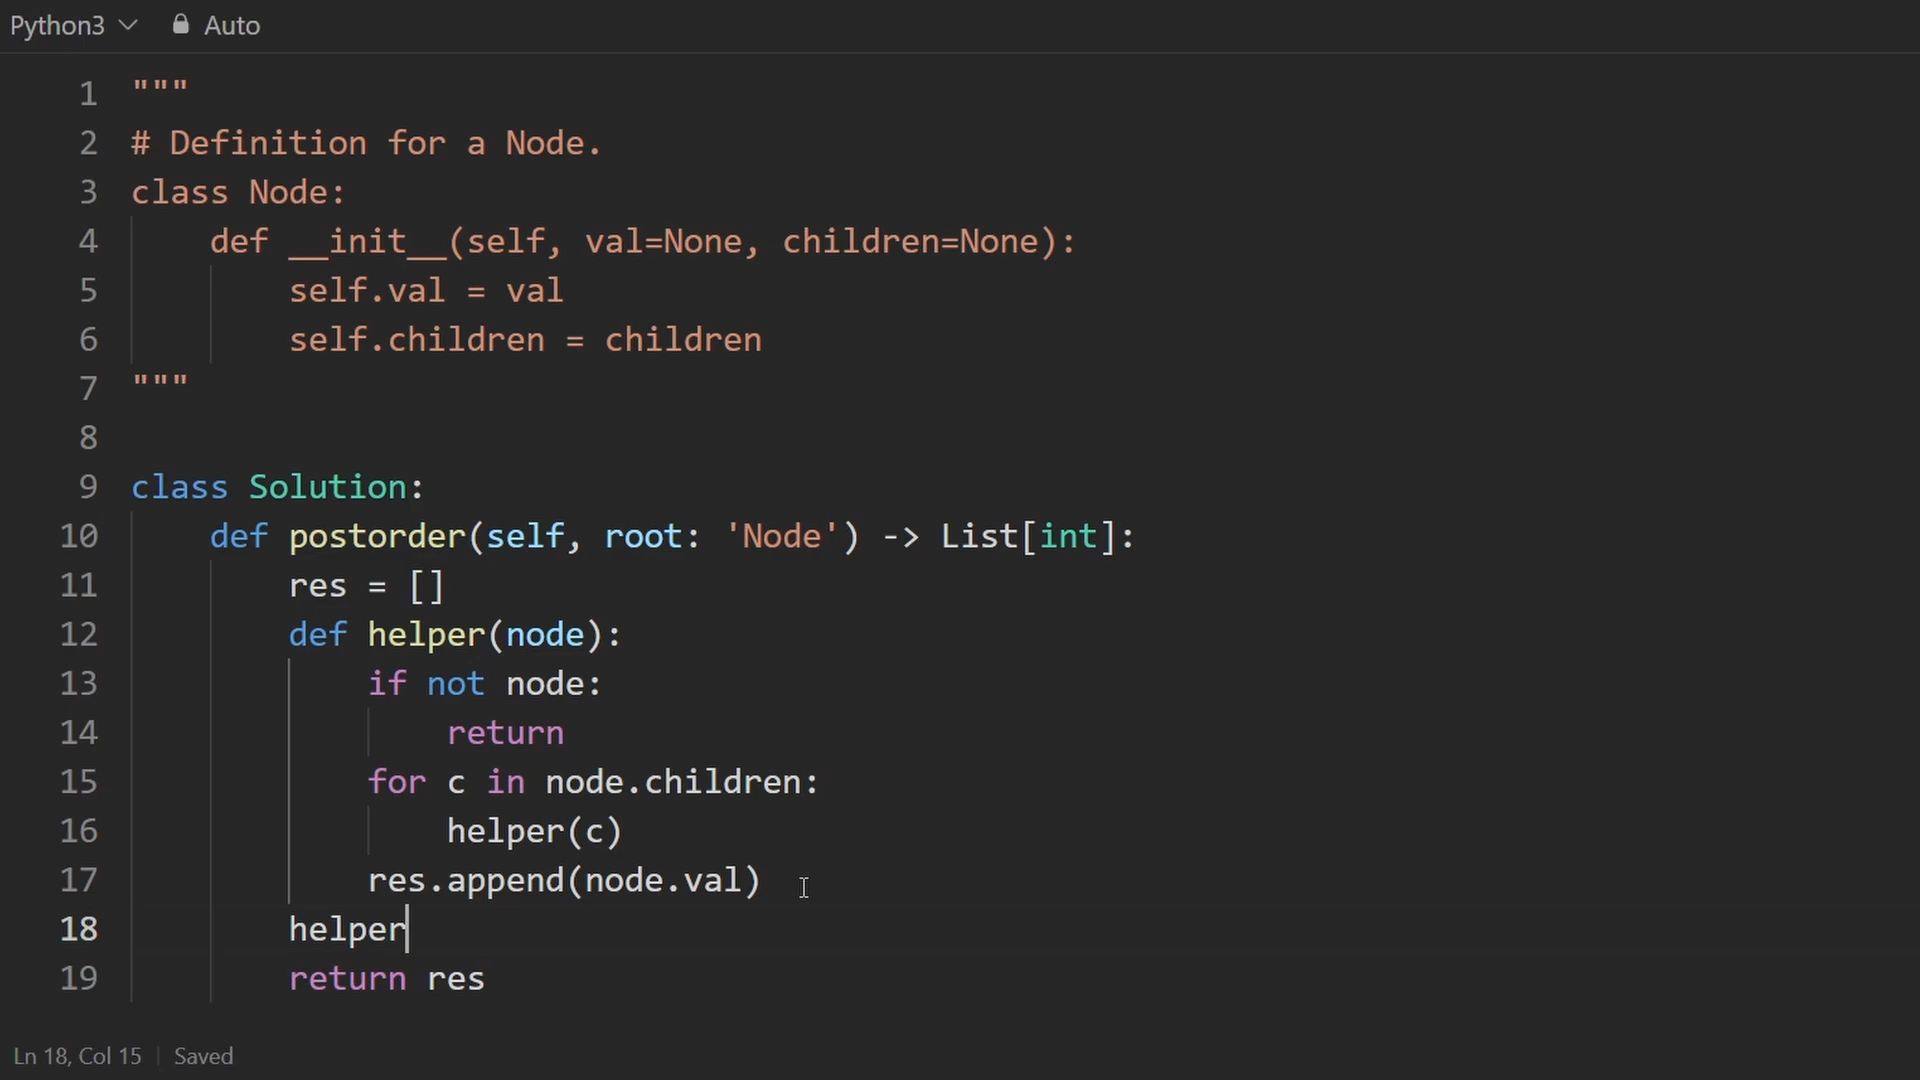 Python3 Auto
1 """
2 # Definition for a Node.
3 class Node:
4     def __init__(self, val=None, children=None):
5         self.val = val
6         self.children = children
7 """
8
9 class Solution:
10     def postorder(self, root: 'Node') -> List[int]:
11         res = []
12         def helper(node):
13             if not node:
14                 return
15             for c in node.children:
16                 helper(c)
17             res.append(node.val)
18         helper
19         return res
Ln 18, Col 15 Saved